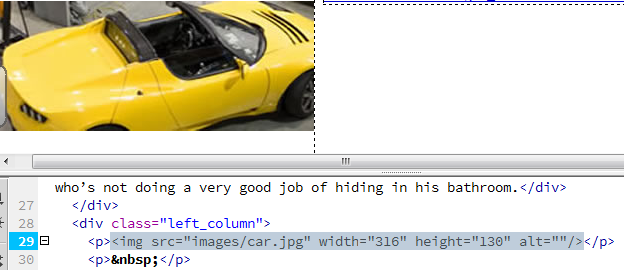 who’s not doing a very good job of hiding in his bathroom.</div>
27 </div>
28 <div class="left_column">
29 <p><img src="images/car.jpg" width="316" height="130" alt=""/></p>
30 <p>&nbsp;</p>